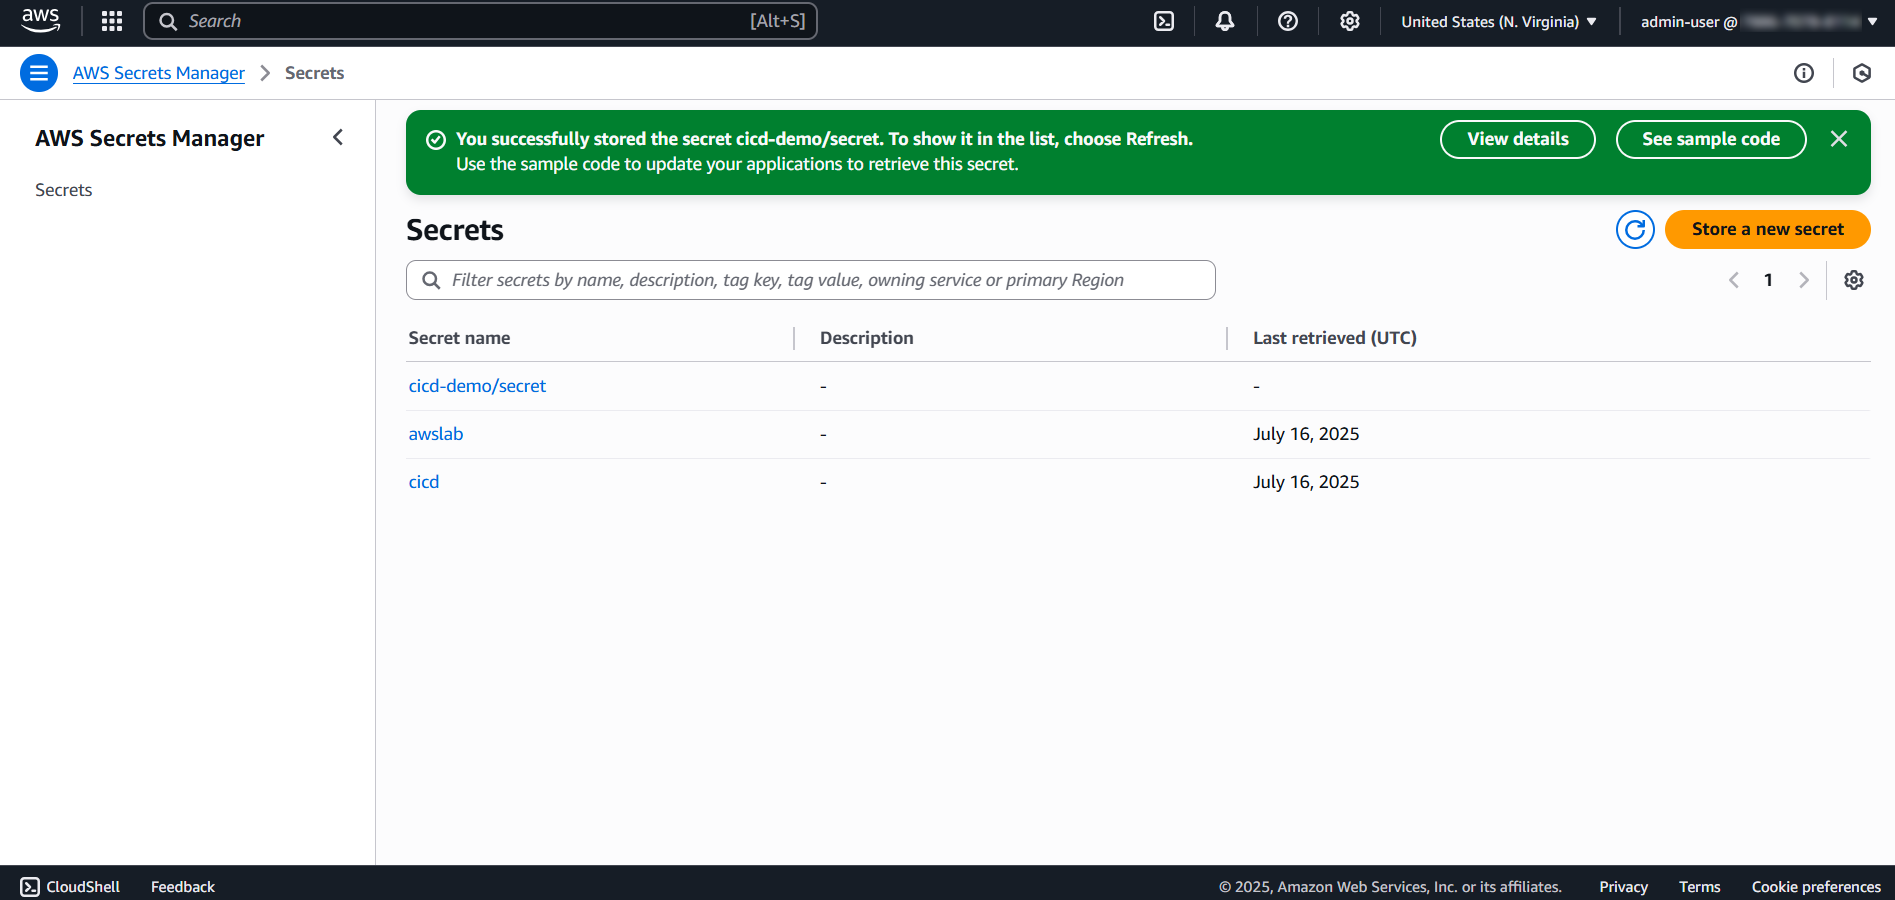 aws
Search [Alt+S]
United States (N. Virginia)
admin-user @
AWS Secrets Manager > Secrets
AWS Secrets Manager
Secrets
You successfully stored the secret cicd-demo/secret. To show it in the list, choose Refresh.
Use the sample code to update your applications to retrieve this secret.
View details
See sample code
Secrets
Store a new secret
Filter secrets by name, description, tag key, tag value, owning service or primary Region
1
Secret name Description Last retrieved (UTC)
cicd-demo/secret - -
awslab - July 16, 2025
cicd - July 16, 2025
CloudShell Feedback © 2025, Amazon Web Services, Inc. or its affiliates. Privacy Terms Cookie preferences